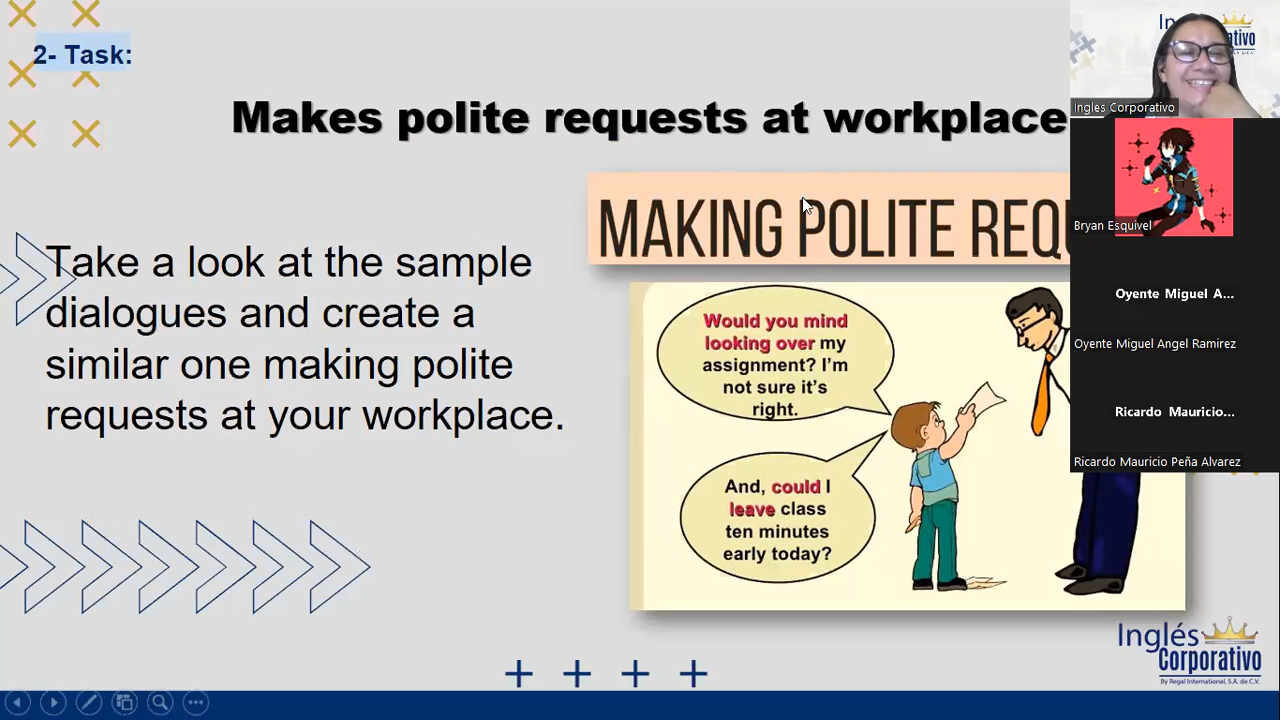 2- Task:
Makes polite requests at workplace
MAKING POLITE REQU
Take a look at the sample
dialogues and create a
similar one making polite
requests at your workplace.
Would you mind
looking over my
assignment? I'm
not sure it's
right.
And, could I
leave class
ten minutes
early today?
Inglés
Corporativo
By Regal International, S.A. de C.V.
Ingles Corporativo
Bryan Esquivel
Oyente Miguel A...
Oyente Miguel Angel Ramirez
Ricardo Mauricio...
Ricardo Mauricio Peña Alvarez